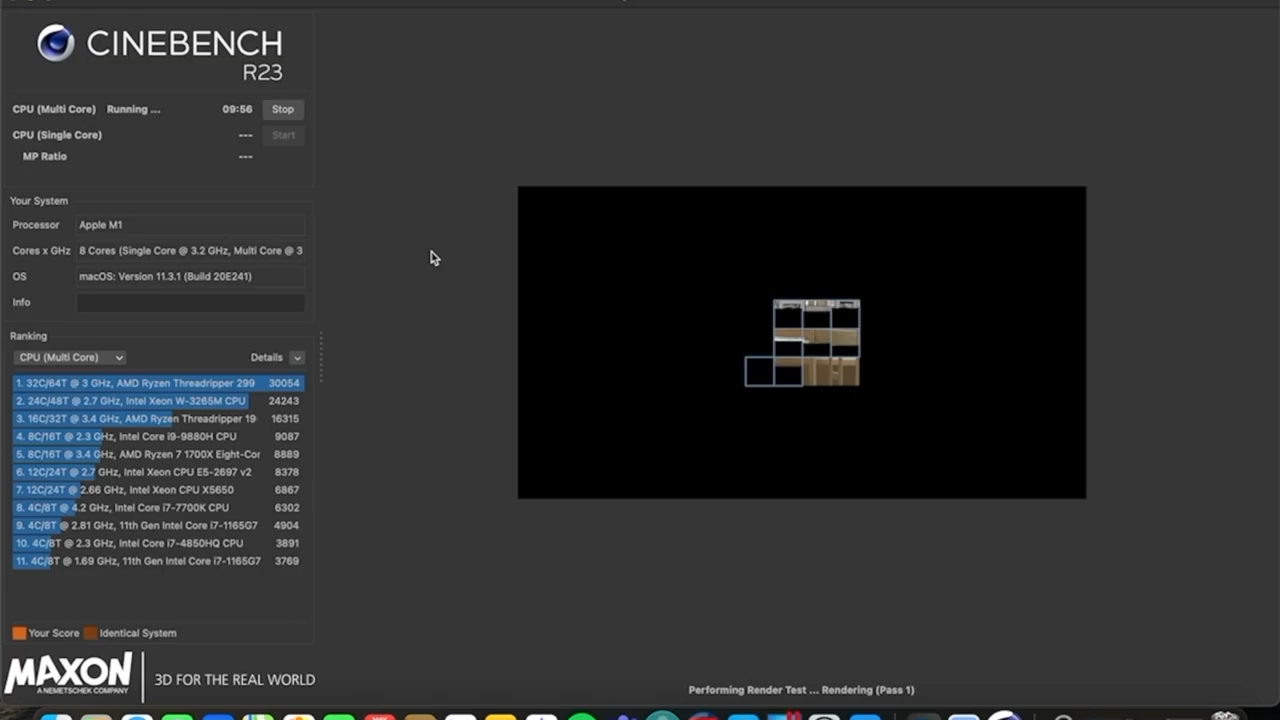 CINEBENCH
R23
CPU (Multi Core) Running ... 09:56 Stop
CPU (Single Core) --- Start
MP Ratio ---
Your System
Processor Apple M1
Cores x GHz 8 Cores (Single Core @ 3.2 GHz, Multi Core @ 3
OS macOS: Version 11.3.1 (Build 20E241)
Info
Ranking
CPU (Multi Core) Details
1. 32C/64T @ 3 GHz, AMD Ryzen Threadripper 299 30054
2. 24C/48T @ 2.7 GHz, Intel Xeon W-3265M CPU 24243
3. 16C/32T @ 3.4 GHz, AMD Ryzen Threadripper 19 16315
4. 8C/16T @ 2.3 GHz, Intel Core i9-9880H CPU 9087
5. 8C/16T @ 3.4 GHz, AMD Ryzen 7 1700X Eight-Cor 8889
6. 12C/24T @ 2.7 GHz, Intel Xeon CPU E5-2697 v2 8378
7. 12C/24T @ 2.66 GHz, Intel Xeon CPU X5650 6867
8. 4C/8T @ 4.2 GHz, Intel Core i7-7700K CPU 6302
9. 4C/8T @ 2.81 GHz, 11th Gen Intel Core i7-1165G7 4904
10. 4C/8T @ 2.3 GHz, Intel Core i7-4850HQ CPU 3891
11. 4C/8T @ 1.69 GHz, 11th Gen Intel Core i7-1165G7 3769
Your Score Identical System
MAXON
A NEMETSCHEK COMPANY
3D FOR THE REAL WORLD
Performing Render Test ... Rendering (Pass 1)